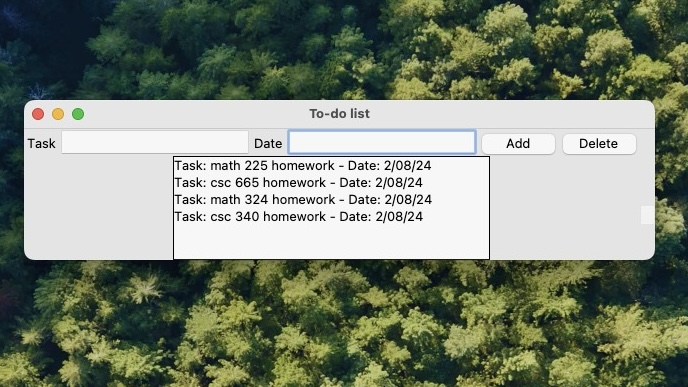 To-do list
Task Date Add Delete
Task: math 225 homework - Date: 2/08/24
Task: csc 665 homework - Date: 2/08/24
Task: math 324 homework - Date: 2/08/24
Task: csc 340 homework - Date: 2/08/24